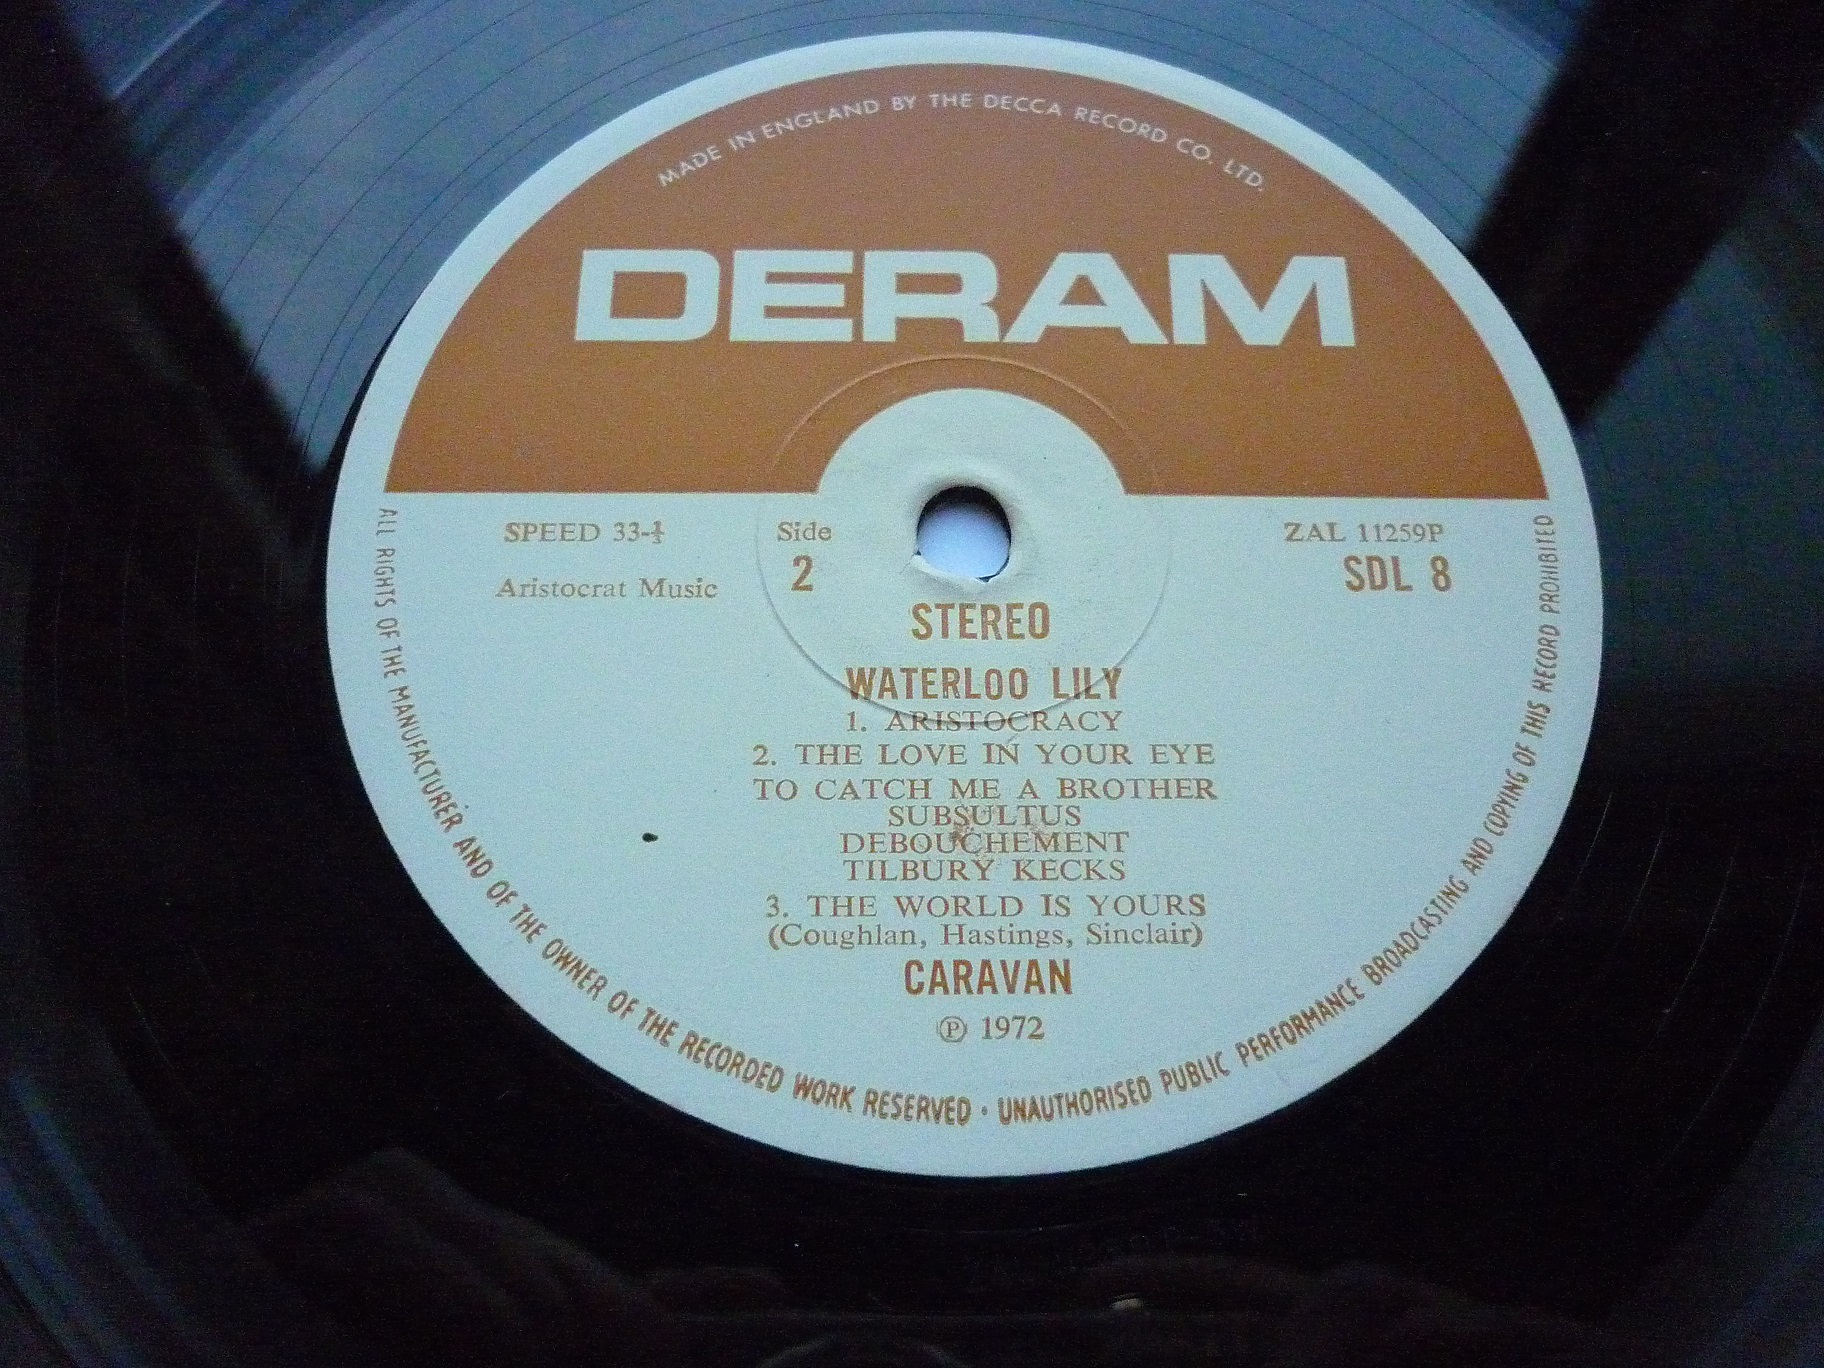 MADE IN ENGLAND BY THE DECCA RECORD CO. LTD.
DERAM
SPEED 33-⅓
Side
ZAL 11259P
Aristocrat Music
2
SDL 8
STEREO
WATERLOO LILY
1. ARISTOCRACY
2. THE LOVE IN YOUR EYE
TO CATCH ME A BROTHER
SUBSULTUS
DEBOUCHEMENT
TILBURY KECKS
3. THE WORLD IS YOURS
(Coughlan, Hastings, Sinclair)
CARAVAN
℗ 1972
ALL RIGHTS OF THE MANUFACTURER AND OF THE OWNER OF THE RECORDED WORK RESERVED · UNAUTHORISED PUBLIC PERFORMANCE BROADCASTING AND COPYING OF THIS RECORD PROHIBITED